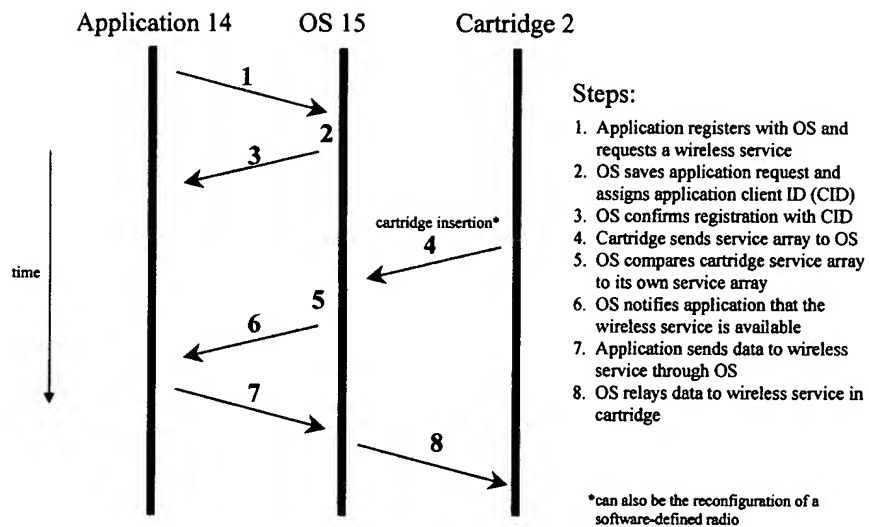 Application 14
OS 15
Cartridge 2
1
2
3
cartridge insertion*
4
time
5
6
7
8
Steps:
1. Application registers with OS and
requests a wireless service
2. OS saves application request and
assigns application client ID (CID)
3. OS confirms registration with CID
4. Cartridge sends service array to OS
5. OS compares cartridge service array
to its own service array
6. OS notifies application that the
wireless service is available
7. Application sends data to wireless
service through OS
8. OS relays data to wireless service in
cartridge
*can also be the reconfiguration of a
software-defined radio